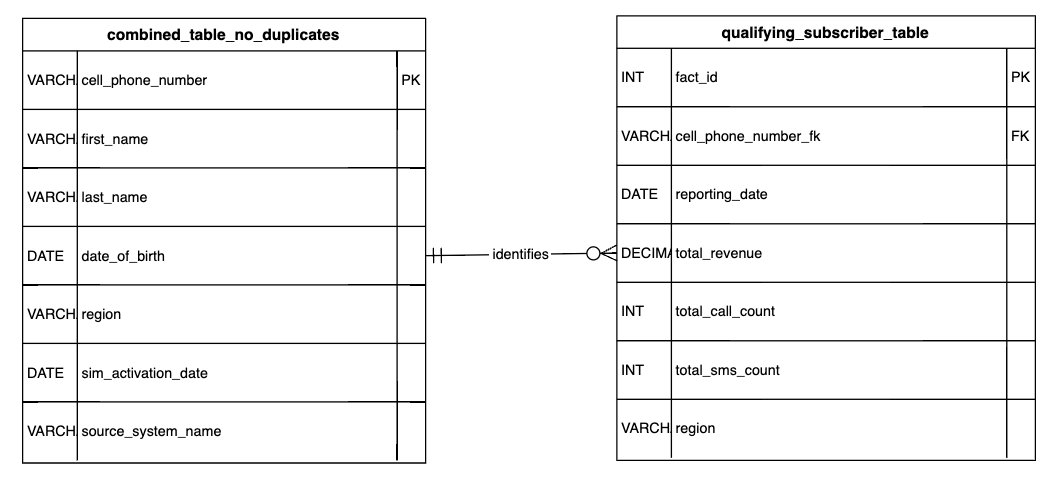 combined_table_no_duplicates
VARCH cell_phone_number PK
VARCH first_name
VARCH last_name
DATE date_of_birth
VARCH region
DATE sim_activation_date
VARCH source_system_name
identifies
qualifying_subscriber_table
INT fact_id PK
VARCH cell_phone_number_fk FK
DATE reporting_date
DECIMA total_revenue
INT total_call_count
INT total_sms_count
VARCH region